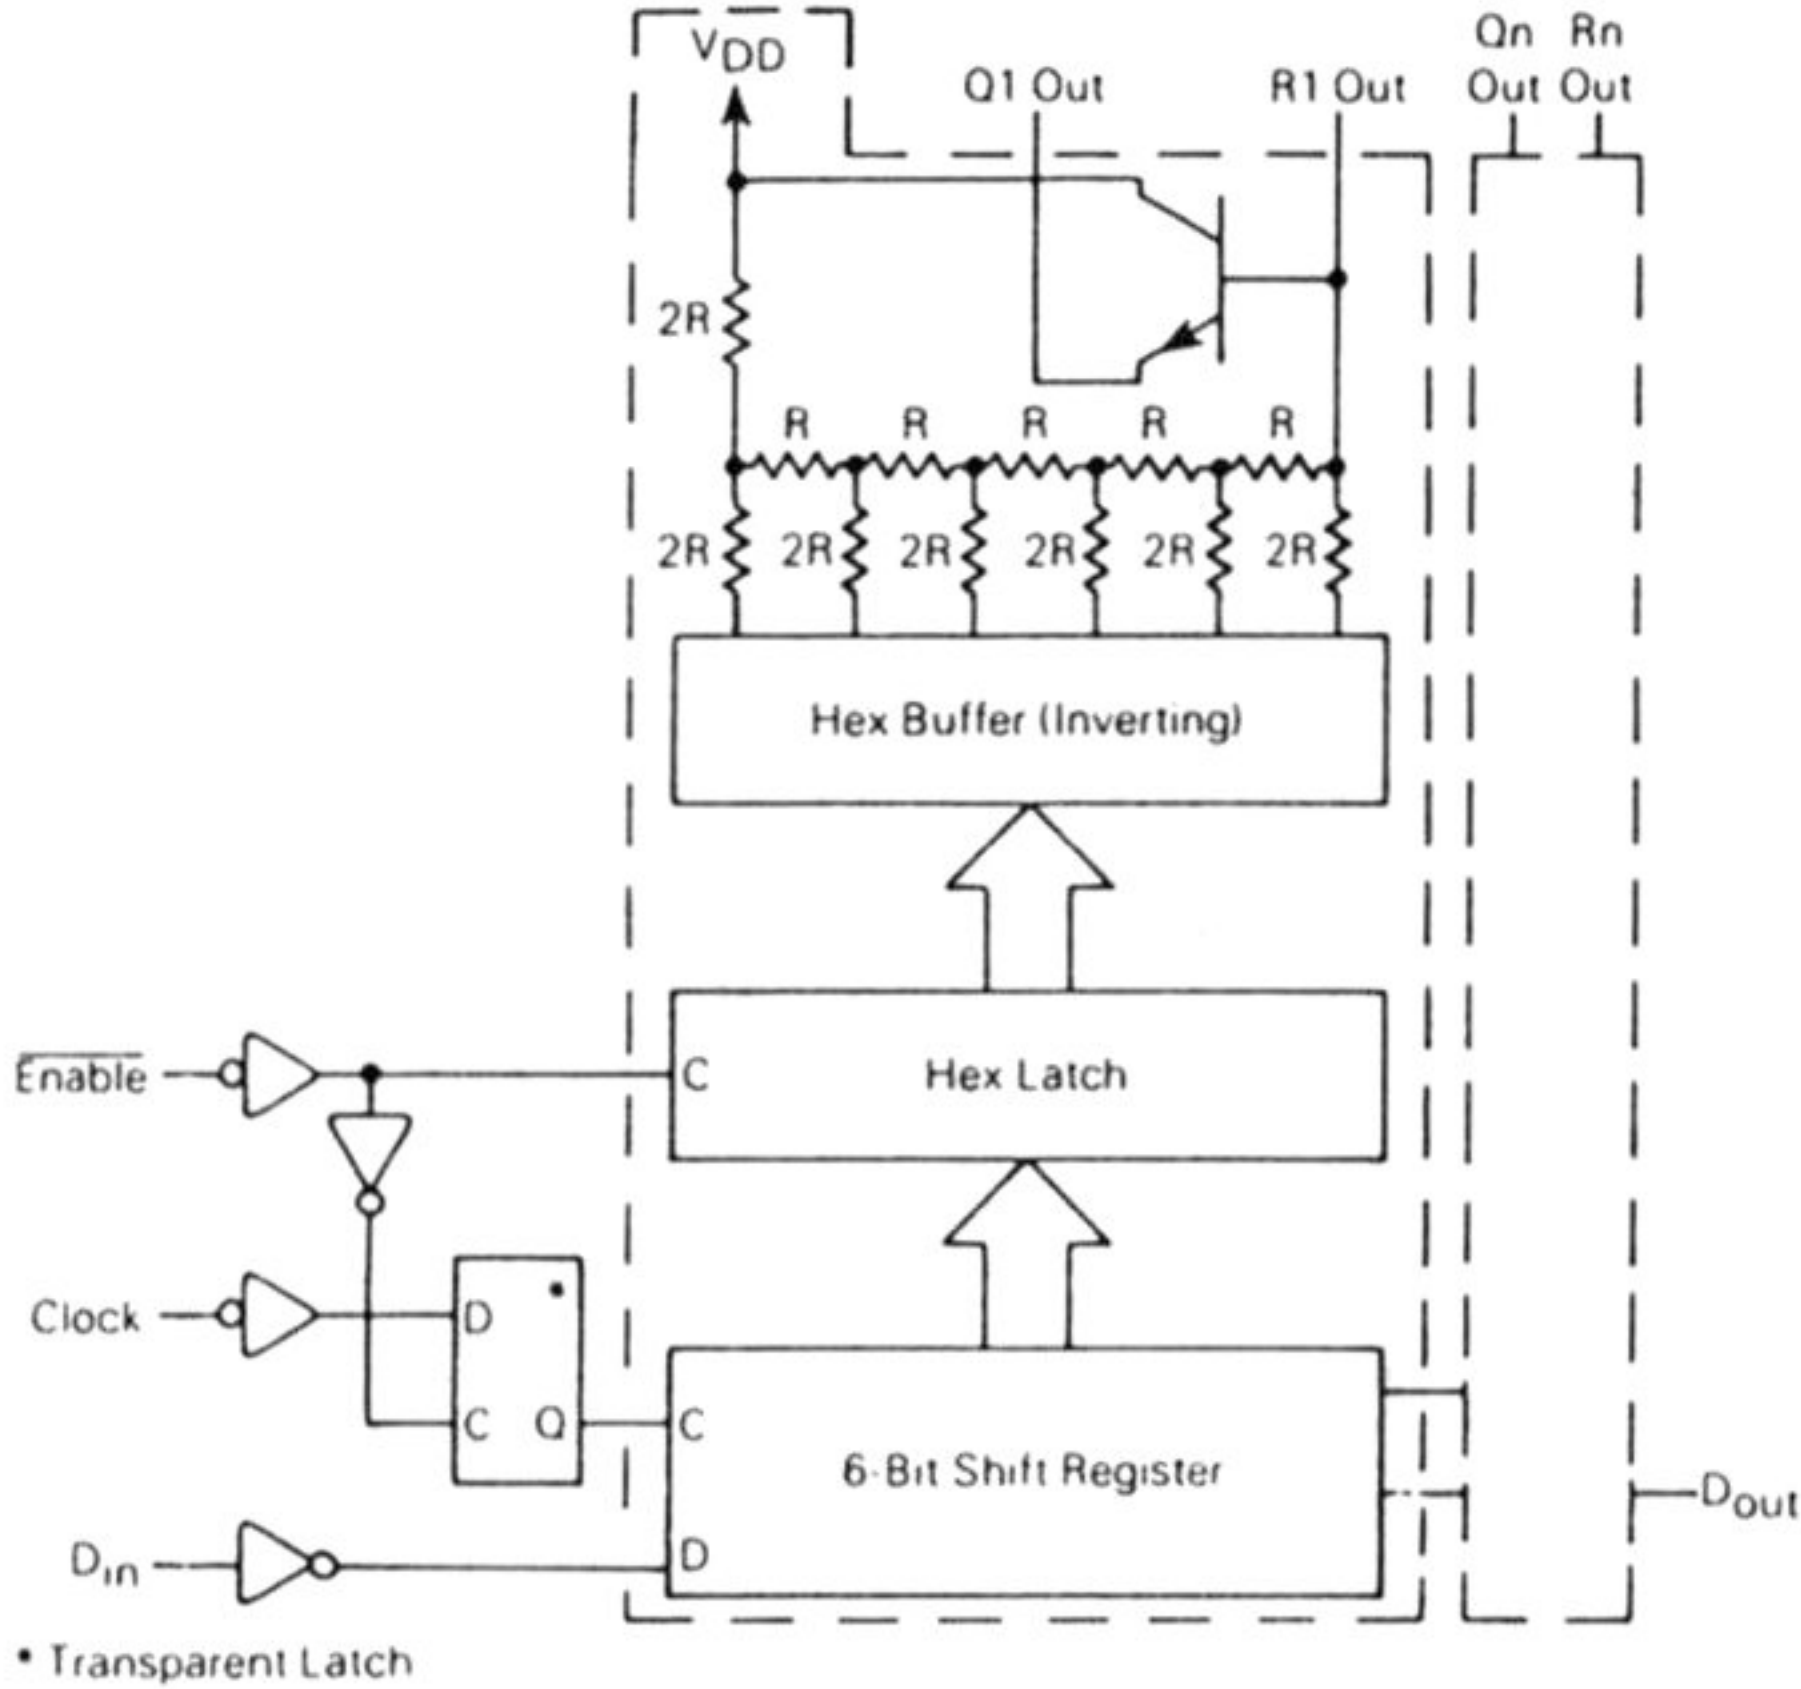 VDD
Q1 Out
R1 Out
Qn Rn
Out Out
2R
R R R R R
2R 2R 2R 2R 2R 2R
Hex Buffer (Inverting)
Enable
C
Hex Latch
Clock
D
C Q
C
6-Bit Shift Register
Dout
Din
D
* Transparent Latch